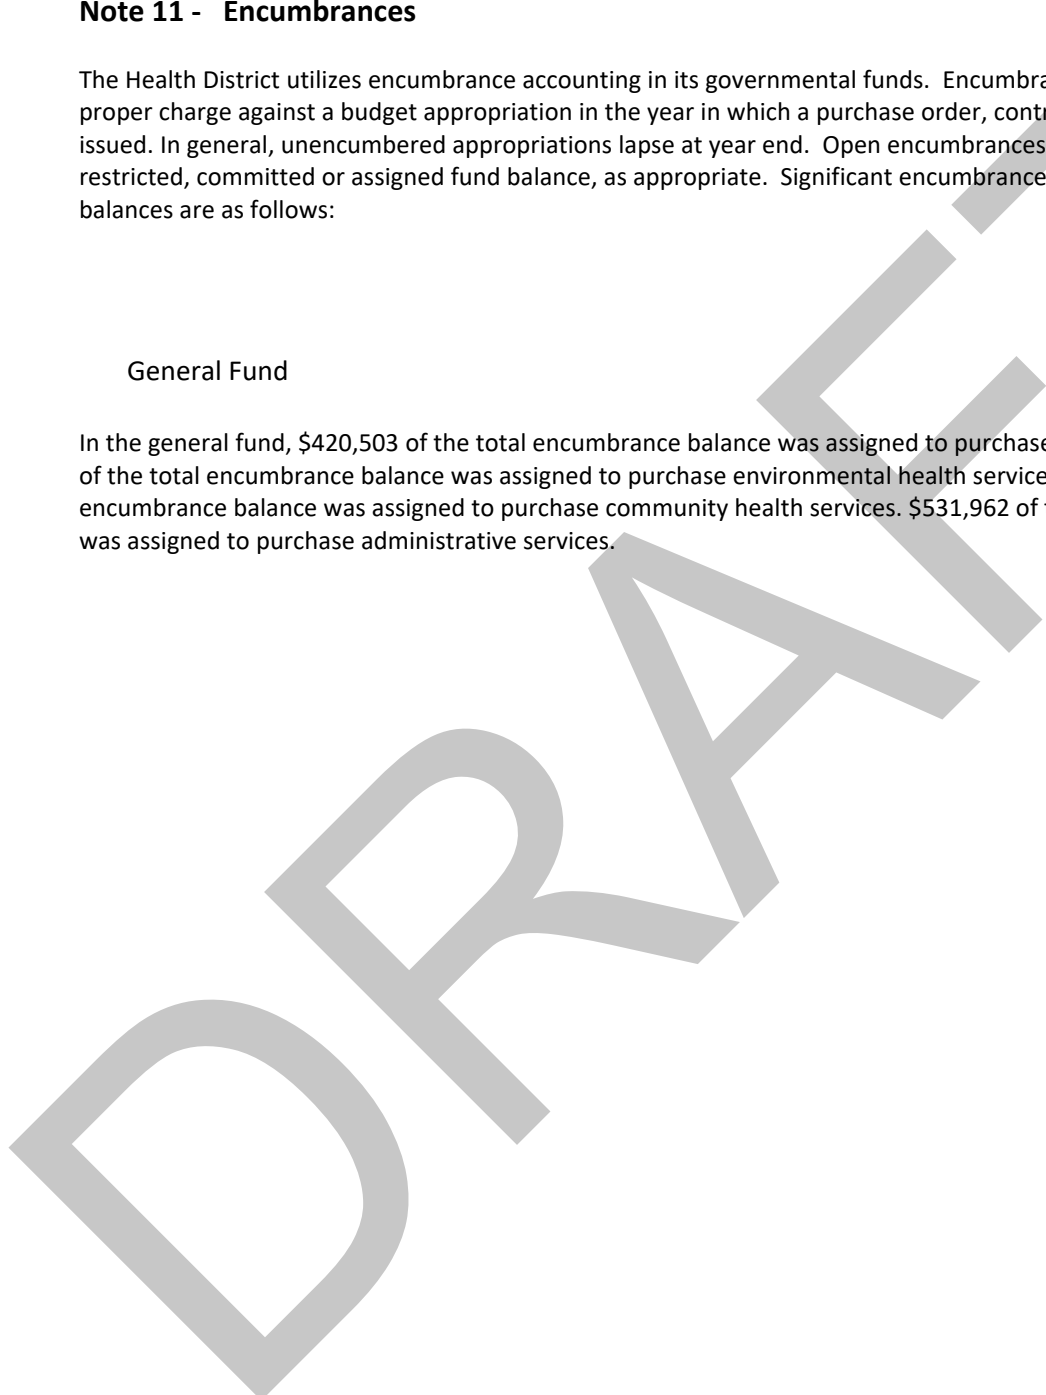 Note 11 - Encumbrances
The Health District utilizes encumbrance accounting in its governmental funds. Encumbra
proper charge against a budget appropriation in the year in which a purchase order, contr
issued. In general, unencumbered appropriations lapse at year end. Open encumbrances
restricted, committed or assigned fund balance, as appropriate. Significant encumbrance
balances are as follows:
General Fund
In the general fund, $420,503 of the total encumbrance balance was assigned to purchase
of the total encumbrance balance was assigned to purchase environmental health service
encumbrance balance was assigned to purchase community health services. $531,962 of t
was assigned to purchase administrative services.
DRAFT